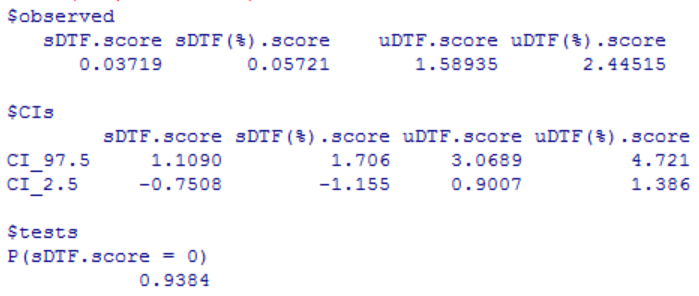 $observed
sDTF.score sDTF(%).score uDTF.score uDTF(%).score
0.03719 0.05721 1.58935 2.44515
$CIs
sDTF.score sDTF(%).score uDTF.score uDTF(%).score
CI_97.5 1.1090 1.706 3.0689 4.721
CI_2.5 -0.7508 -1.155 0.9007 1.386
$tests
P(sDTF.score = 0)
0.9384